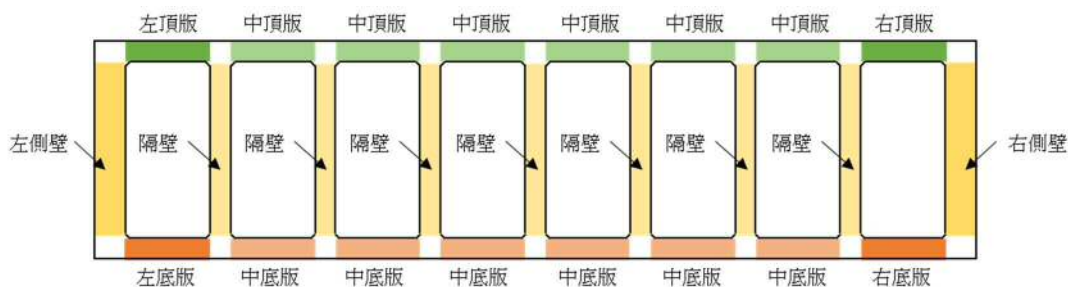 左頂版 中頂版 中頂版 中頂版 中頂版 中頂版 中頂版 右頂版
左側壁 隔壁 隔壁 隔壁 隔壁 隔壁 隔壁 隔壁 右側壁
左底版 中底版 中底版 中底版 中底版 中底版 中底版 右底版